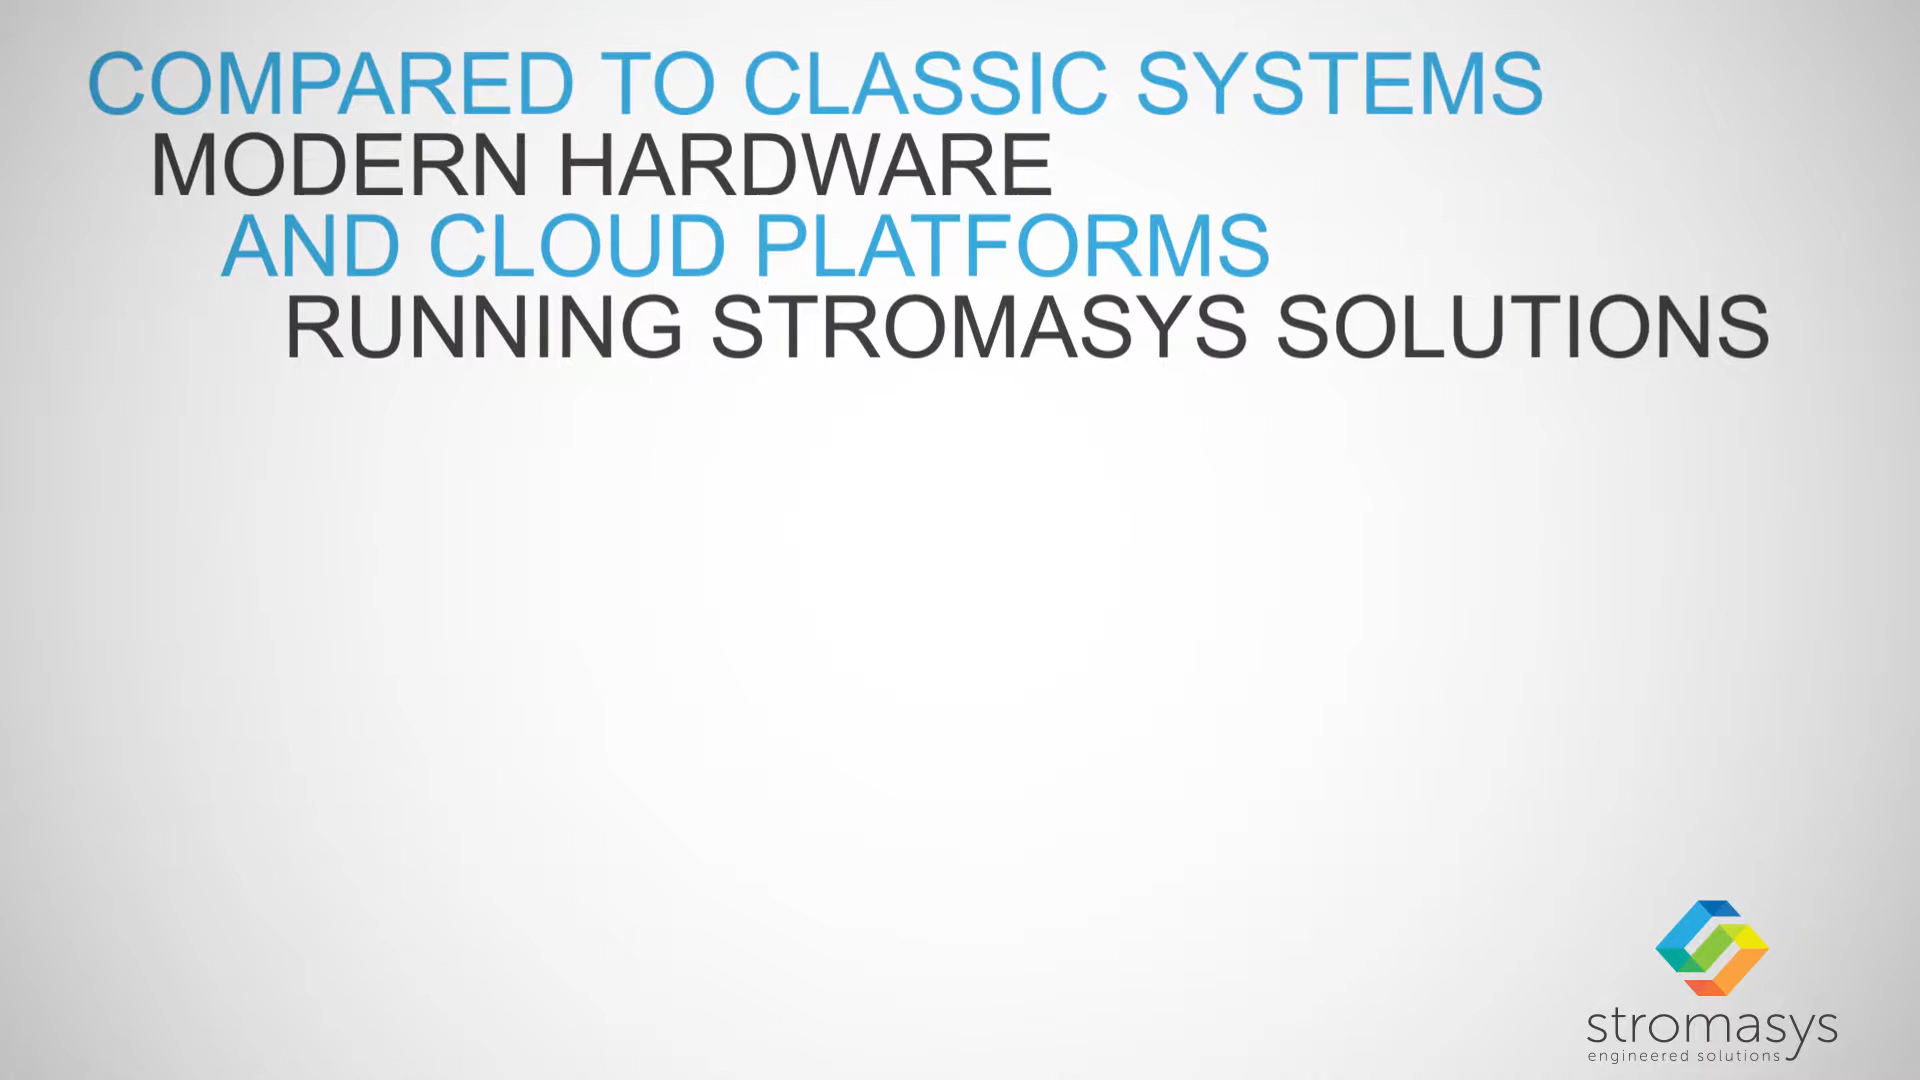 COMPARED TO CLASSIC SYSTEMS
MODERN HARDWARE
AND CLOUD PLATFORMS
RUNNING STROMASYS SOLUTIONS
stromasys
engineered solutions